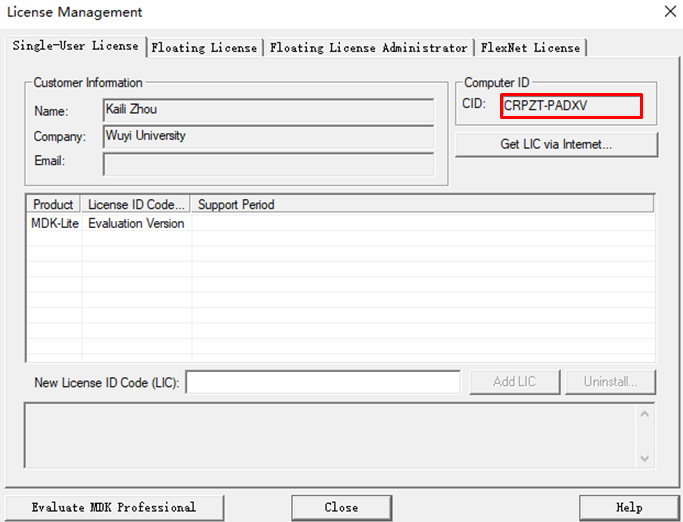 License Management
Single-User License Floating License Floating License Administrator FlexNet License
Customer Information
Name: Kaili Zhou
Company: Wuyi University
Email:
Computer ID
CID: CRPZT-PADXV
Get LIC via Internet...
Product License ID Code... Support Period
MDK-Lite Evaluation Version
New License ID Code (LIC): Add LIC Uninstall...
Evaluate MDK Professional Close Help